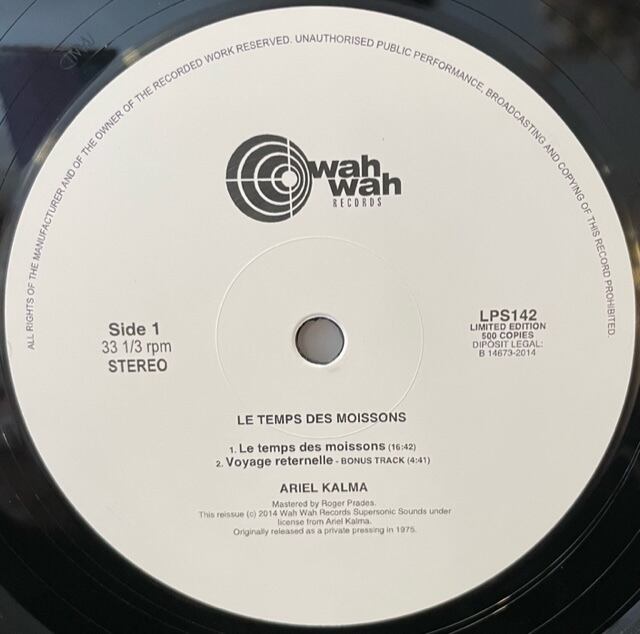 ALL RIGHTS OF THE MANUFACTURER AND OF THE OWNER OF THE RECORDED WORK RESERVED. UNAUTHORISED PUBLIC PERFORMANCE, BROADCASTING AND COPYING OF THIS RECORD PROHIBITED.
wah
wah
RECORDS
Side 1
33 1/3 rpm
STEREO
LPS142
LIMITED EDITION
500 COPIES
DIPÒSIT LEGAL:
B 14673-2014
LE TEMPS DES MOISSONS
1. Le temps des moissons (16:42)
2. Voyage reternelle - BONUS TRACK (4:41)
ARIEL KALMA
Mastered by Roger Prades.
This reissue (c) 2014 Wah Wah Records Supersonic Sounds under
license from Ariel Kalma.
Originally released as a private pressing in 1975.